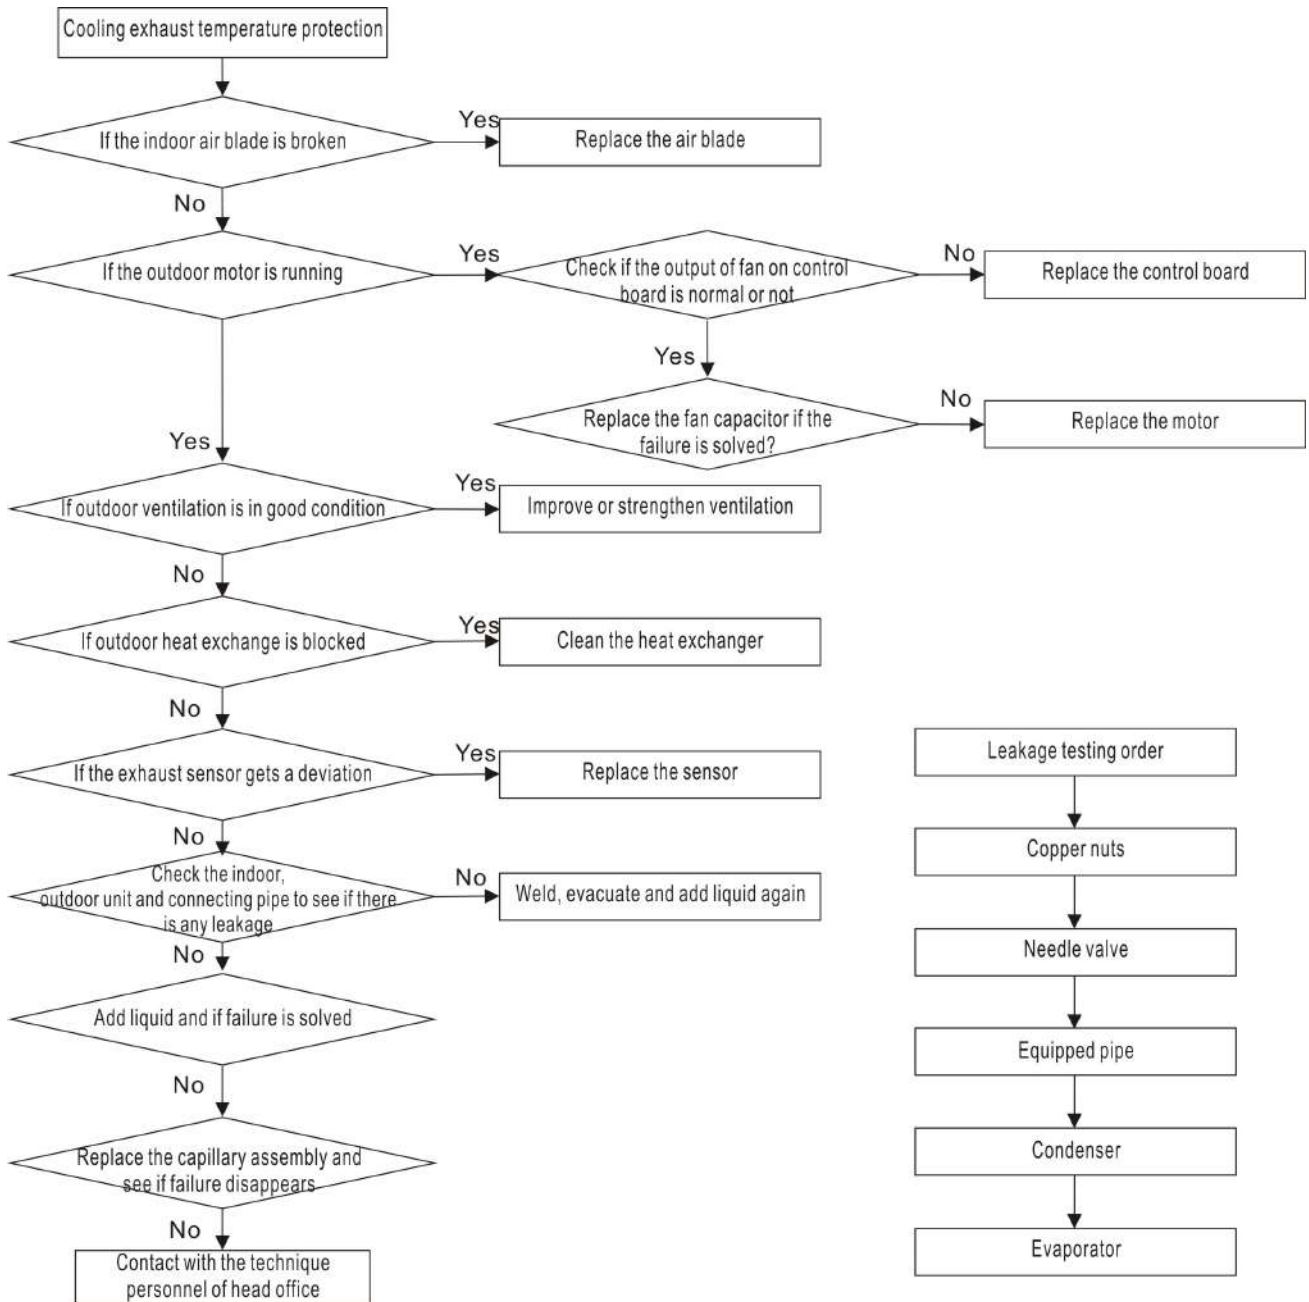 Cooling exhaust temperature protection
If the indoor air blade is broken
Yes
Replace the air blade
No
If the outdoor motor is running
Yes
Check if the output of fan on control
board is normal or not
No
Replace the control board
Yes
Replace the fan capacitor if the
failure is solved?
No
Replace the motor
Yes
If outdoor ventilation is in good condition
Yes
Improve or strengthen ventilation
No
If outdoor heat exchange is blocked
Yes
Clean the heat exchanger
No
If the exhaust sensor gets a deviation
Yes
Replace the sensor
No
Check the indoor,
outdoor unit and connecting pipe to see if there
is any leakage
No
Weld, evacuate and add liquid again
No
Add liquid and if failure is solved
No
Replace the capillary assembly and
see if failure disappears
No
Contact with the technique
personnel of head office
Leakage testing order
Copper nuts
Needle valve
Equipped pipe
Condenser
Evaporator